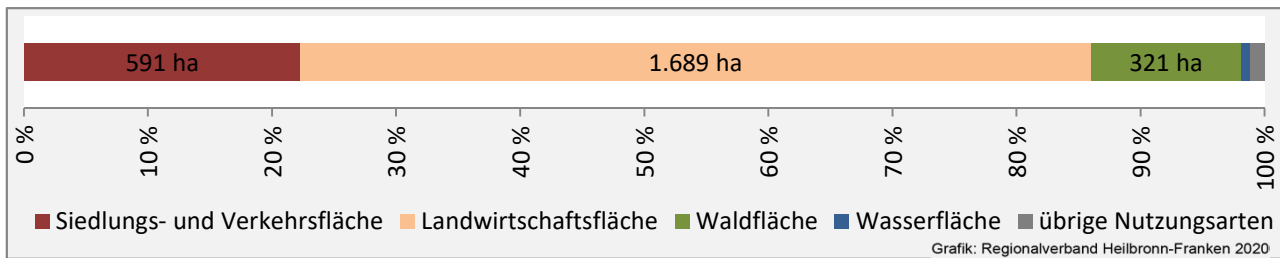 591 ha 1.689 ha 321 ha
0 % 10 % 20 % 30 % 40 % 50 % 60 % 70 % 80 % 90 % 100 %
Siedlungs- und Verkehrsfläche Landwirtschaftsfläche Waldfläche Wasserfläche übrige Nutzungsarten
Grafik: Regionalverband Heilbronn-Franken 2020